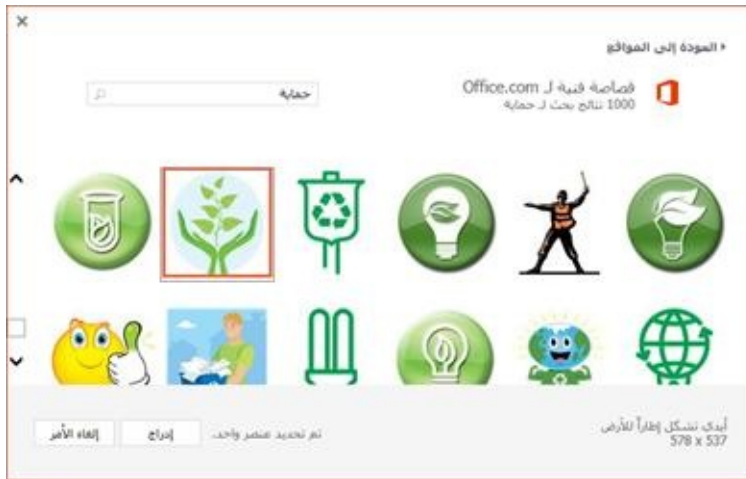 العودة إلى المواقع
قصاصة فنية لـ Office.com
1000 نتائج بحث لـ حماية
حماية
أيدي تشكل إطاراً للأرض
578 x 537
تم تحديد عنصر واحد.
إدراج
إلغاء الأمر